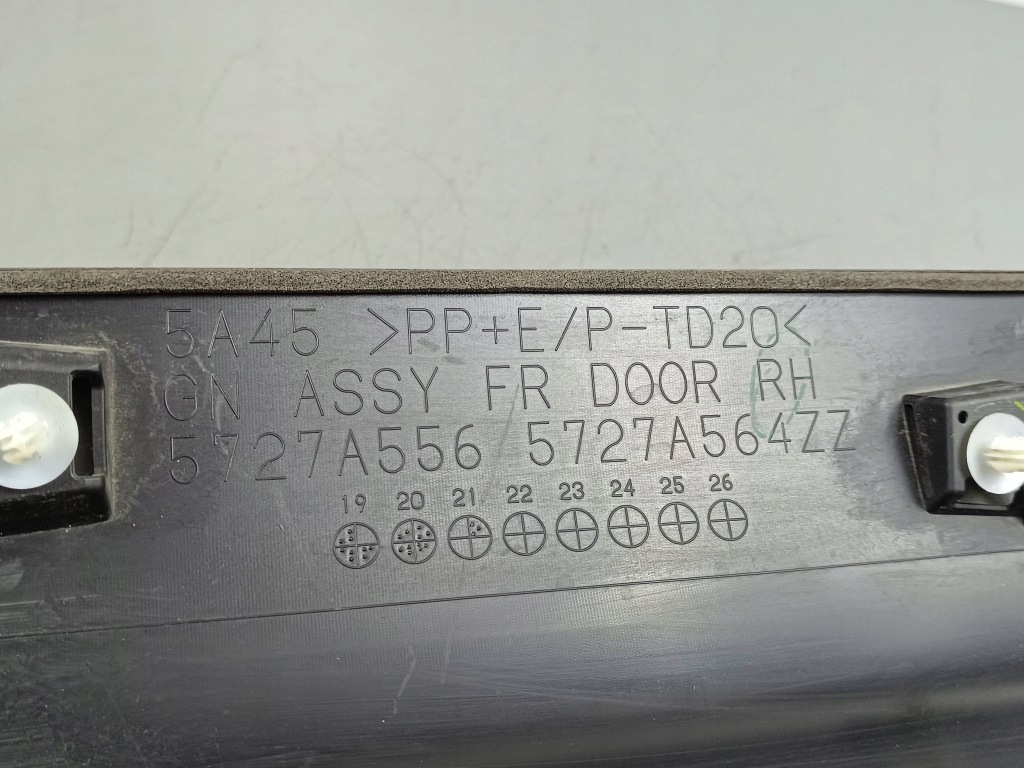 5A45 >PP+E/P-TD20<
GN ASSY FR DOOR RH
5727A556 5727A564ZZ
19 20 21 22 23 24 25 26